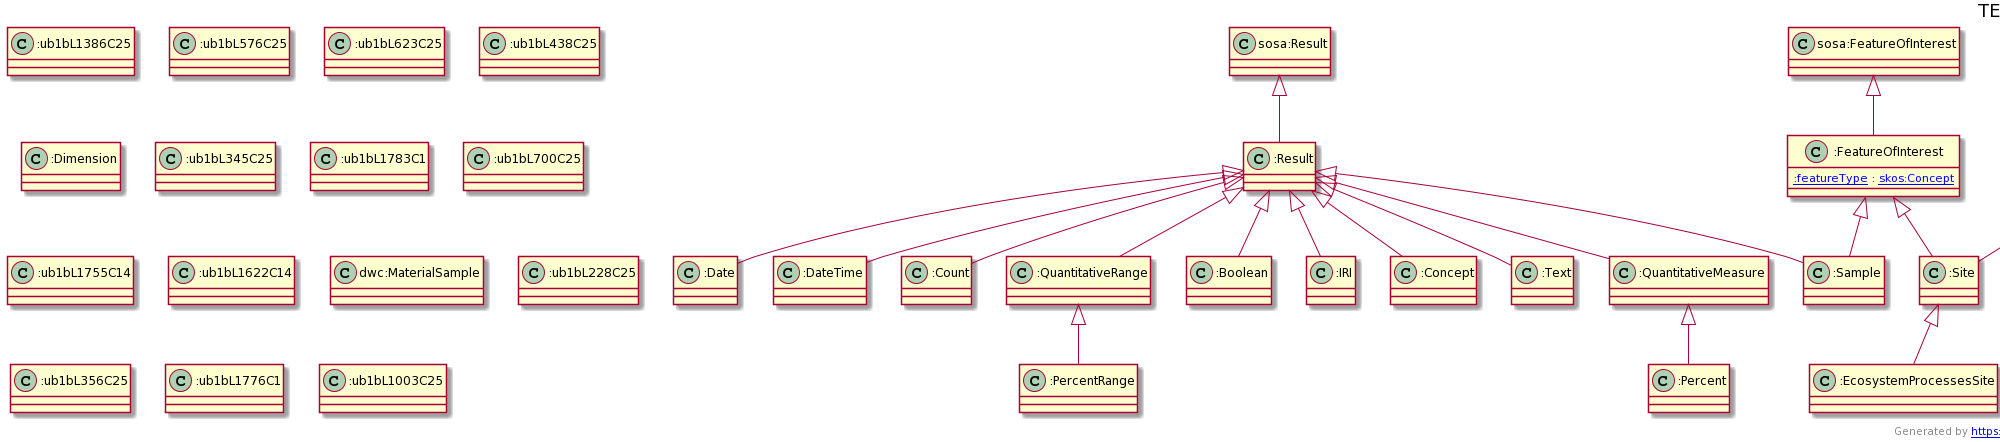 TE
C :ub1bL1386C25
C :ub1bL576C25
C :ub1bL623C25
C :ub1bL438C25
C sosa:Result
C sosa:FeatureOfInterest
C :Dimension
C :ub1bL345C25
C :ub1bL1783C1
C :ub1bL700C25
C :Result
C :FeatureOfInterest
:featureType : skos:Concept
C :ub1bL1755C14
C :ub1bL1622C14
C dwc:MaterialSample
C :ub1bL228C25
C :Date
C :DateTime
C :Count
C :QuantitativeRange
C :Boolean
C :IRI
C :Concept
C :Text
C :QuantitativeMeasure
C :Sample
C :Site
C :ub1bL356C25
C :ub1bL1776C1
C :ub1bL1003C25
C :PercentRange
C :Percent
C :EcosystemProcessesSite
Generated by https: